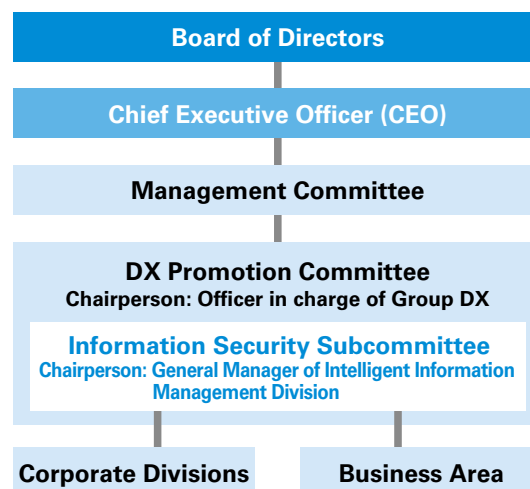 Board of Directors
Chief Executive Officer (CEO)
Management Committee
DX Promotion Committee
Chairperson: Officer in charge of Group DX
Information Security Subcommittee
Chairperson: General Manager of Intelligent Information
Management Division
Corporate Divisions
Business Area